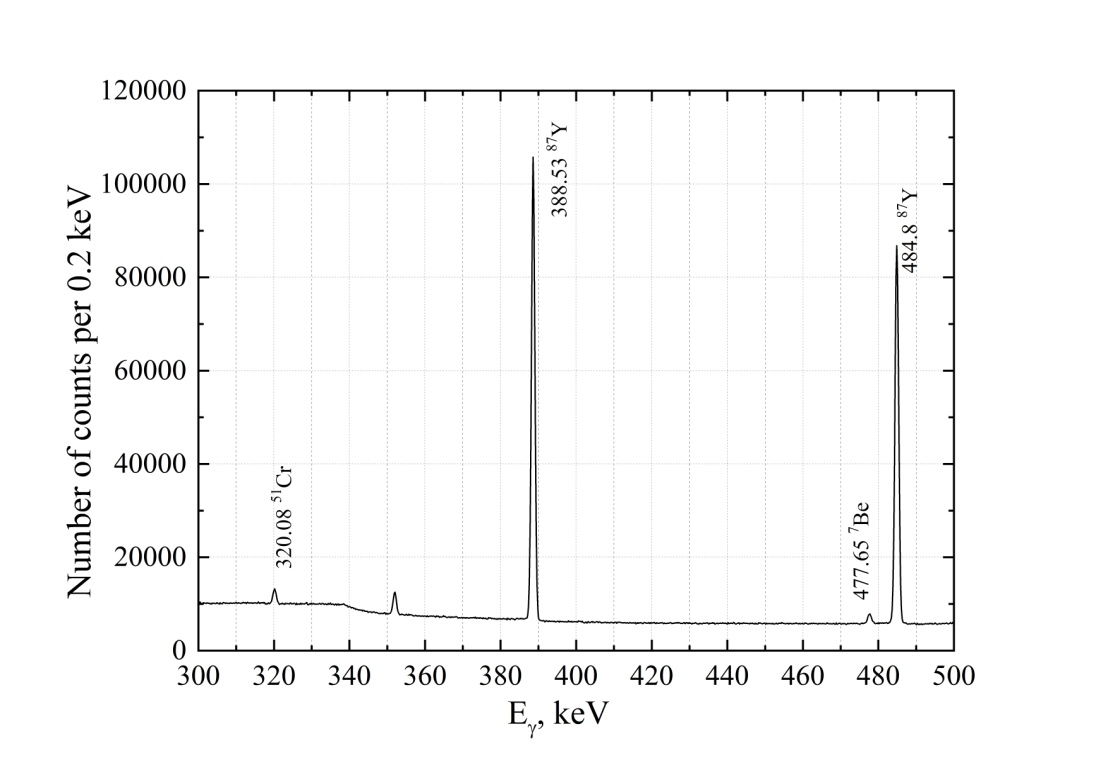 120000
100000
80000
60000
40000
20000
0
Number of counts per 0.2 keV
320.08 ⁵¹Cr
388.53 ⁸⁷Y
477.65 ⁷Be
484.8 ⁸⁷Y
300 320 340 360 380 400 420 440 460 480 500
Eᵧ, keV